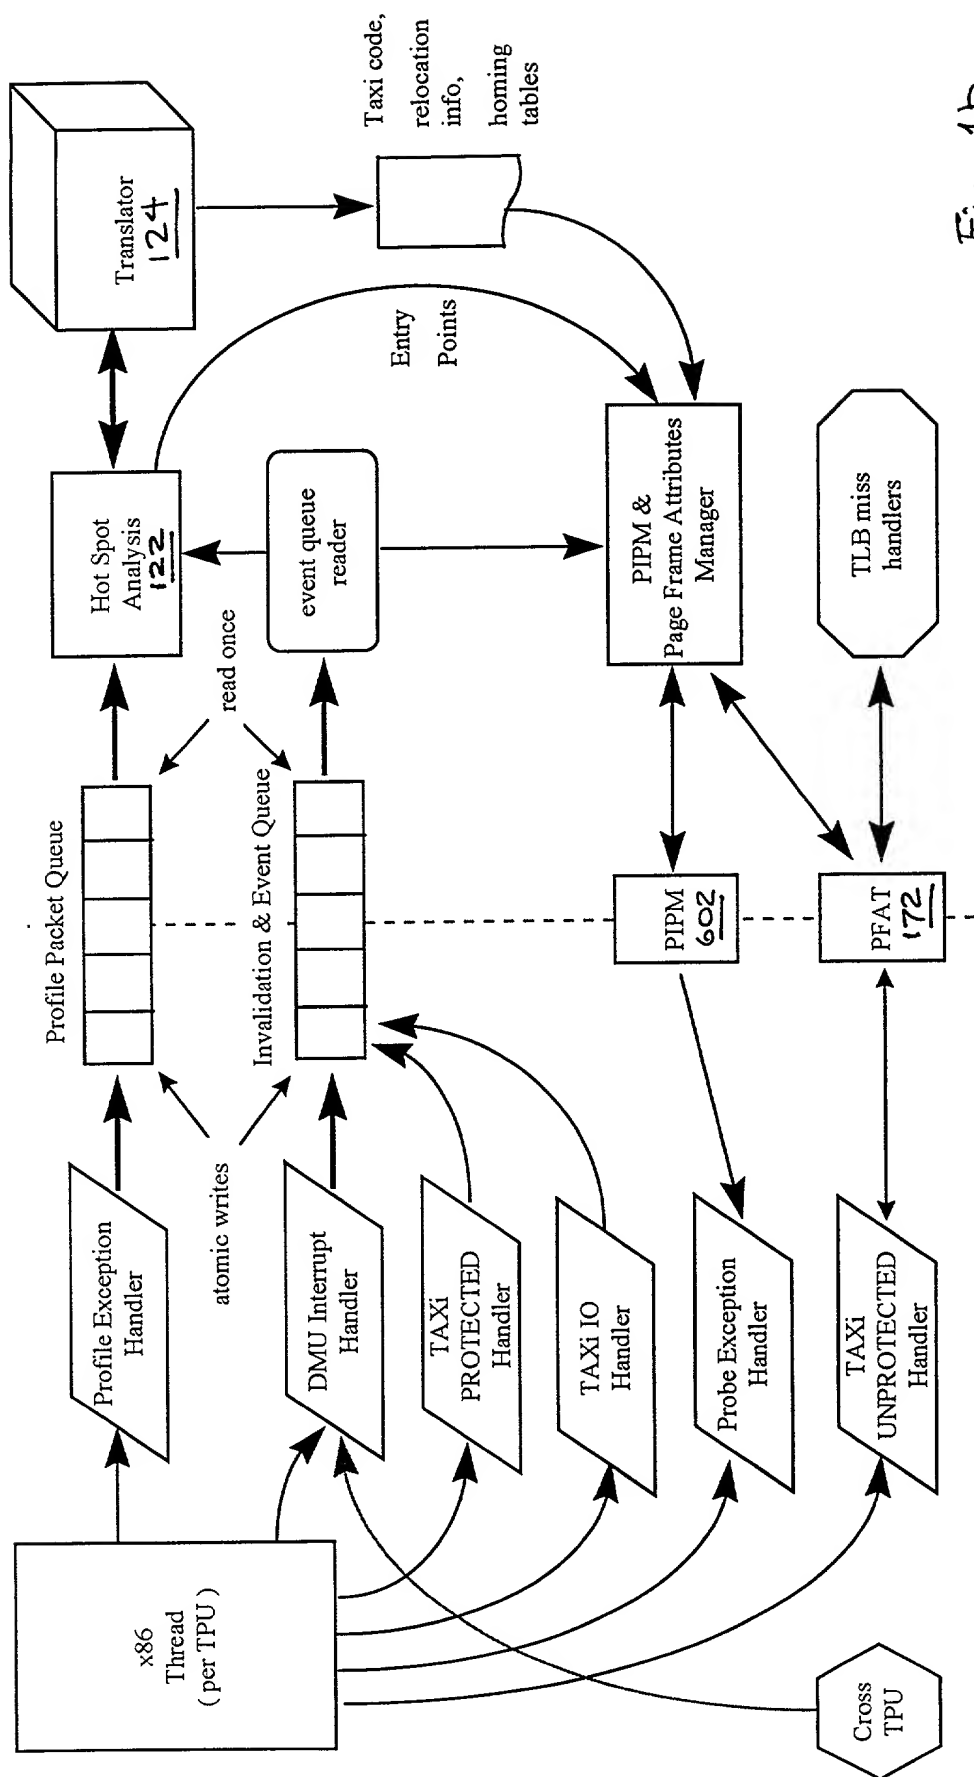 x86
Thread
( per TPU )
Cross
TPU
Profile Exception
Handler
DMU Interrupt
Handler
TAXi
PROTECTED
Handler
TAXi IO
Handler
Probe Exception
Handler
TAXi
UNPROTECTED
Handler
atomic writes
Profile Packet Queue
Invalidation & Event Queue
read once
PIPM
602
PFAT
172
Hot Spot
Analysis
122
event queue
reader
PIPM &
Page Frame Attributes
Manager
TLB miss
handlers
Entry
Points
Translator
124
Taxi code,
relocation
info,
homing
tables